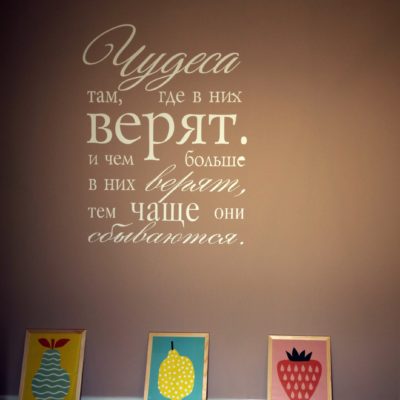 Чудеса
там, где в них
верят.
и чем больше
в них верят,
тем чаще они
сбываются.